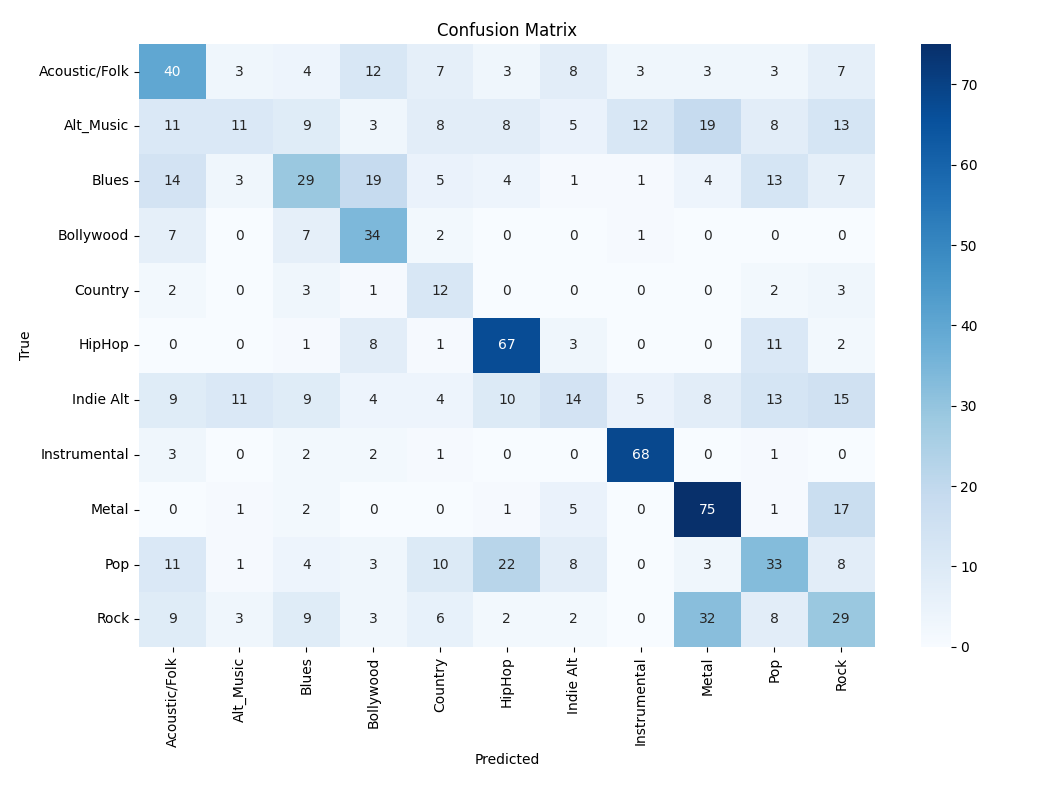 Confusion Matrix
Acoustic/Folk 40 3 4 12 7 3 8 3 3 3 7
Alt_Music 11 11 9 3 8 8 5 12 19 8 13
Blues 14 3 29 19 5 4 1 1 4 13 7
Bollywood 7 0 7 34 2 0 0 1 0 0 0
Country 2 0 3 1 12 0 0 0 0 2 3
HipHop 0 0 1 8 1 67 3 0 0 11 2
Indie Alt 9 11 9 4 4 10 14 5 8 13 15
Instrumental 3 0 2 2 1 0 0 68 0 1 0
Metal 0 1 2 0 0 1 5 0 75 1 17
Pop 11 1 4 3 10 22 8 0 3 33 8
Rock 9 3 9 3 6 2 2 0 32 8 29
True
Acoustic/Folk
Alt_Music
Blues
Bollywood
Country
HipHop
Indie Alt
Instrumental
Metal
Pop
Rock
Predicted
70
60
50
40
30
20
10
0